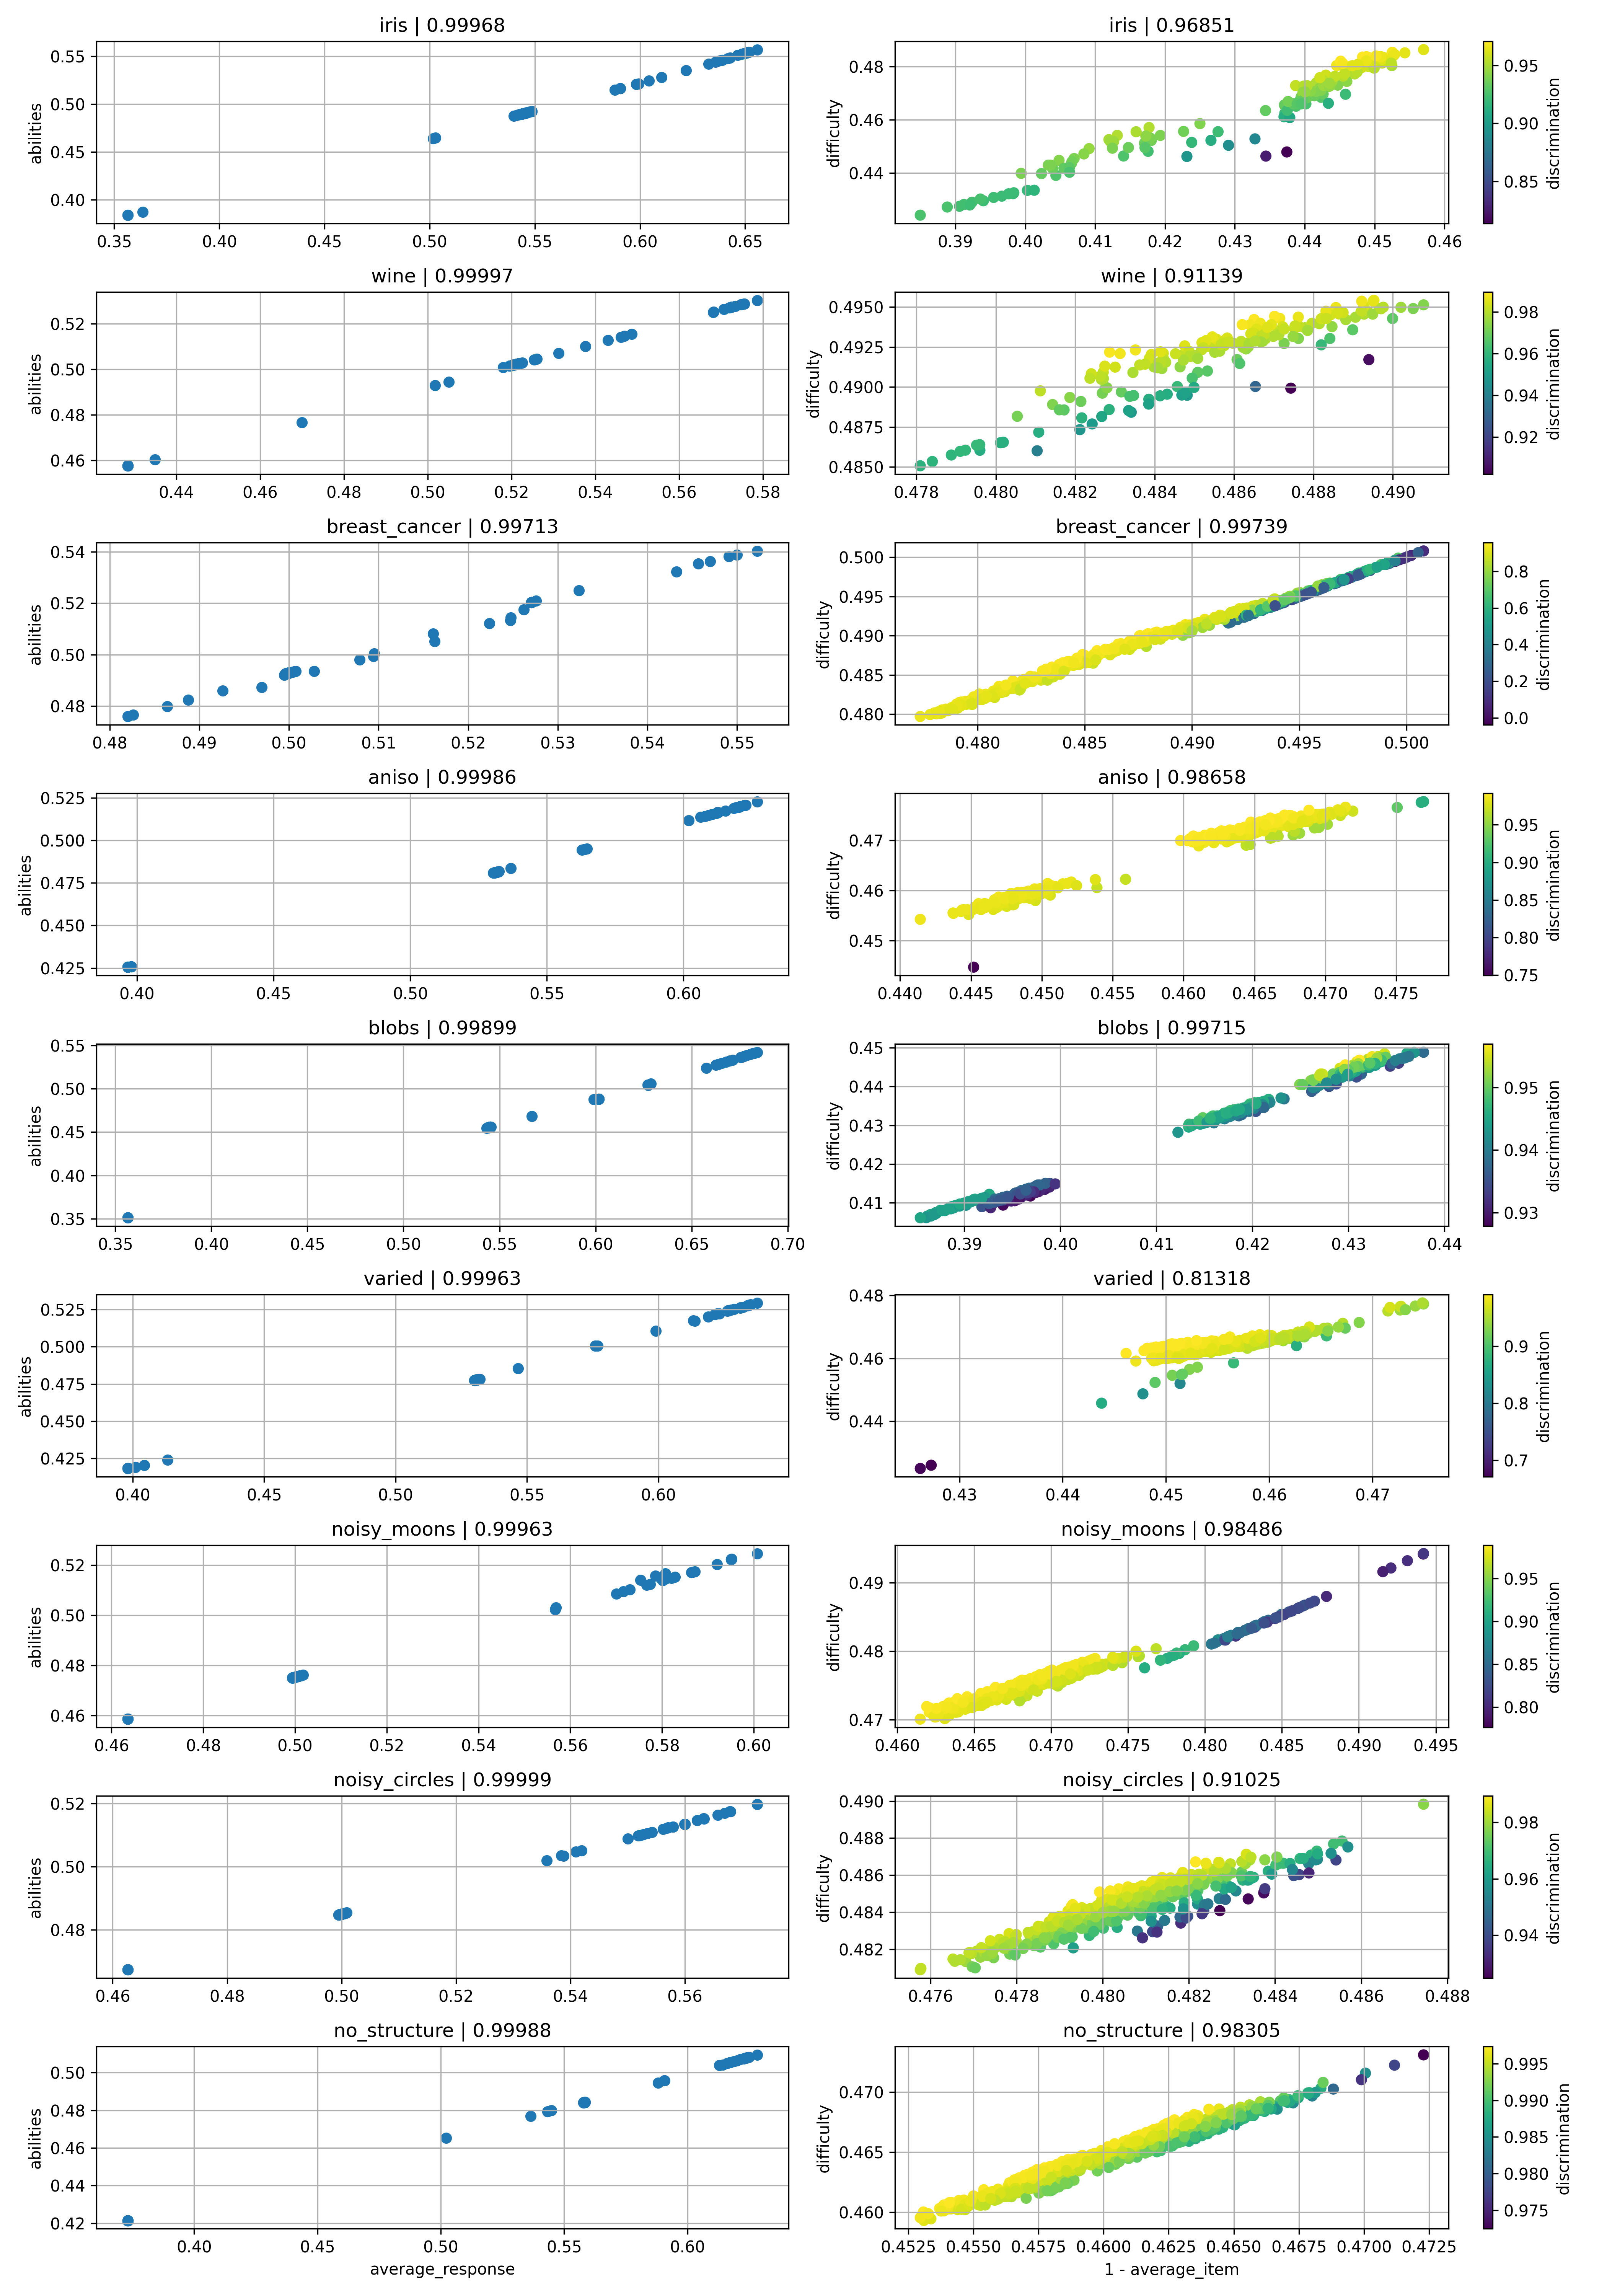 iris | 0.99968
abilities
0.55
0.50
0.45
0.40
0.35 0.40 0.45 0.50 0.55 0.60 0.65
iris | 0.96851
difficulty
0.48
0.46
0.44
0.39 0.40 0.41 0.42 0.43 0.44 0.45 0.46
0.95
0.90
0.85
discrimination
wine | 0.99997
abilities
0.52
0.50
0.48
0.46
0.44 0.46 0.48 0.50 0.52 0.54 0.56 0.58
wine | 0.91139
difficulty
0.4950
0.4925
0.4900
0.4875
0.4850
0.478 0.480 0.482 0.484 0.486 0.488 0.490
0.98
0.96
0.94
0.92
discrimination
breast_cancer | 0.99713
abilities
0.54
0.52
0.50
0.48
0.48 0.49 0.50 0.51 0.52 0.53 0.54 0.55
breast_cancer | 0.99739
difficulty
0.500
0.495
0.490
0.485
0.480
0.480 0.485 0.490 0.495 0.500
0.8
0.6
0.4
0.2
0.0
discrimination
aniso | 0.99986
abilities
0.525
0.500
0.475
0.450
0.425
0.40 0.45 0.50 0.55 0.60
aniso | 0.98658
difficulty
0.47
0.46
0.45
0.440 0.445 0.450 0.455 0.460 0.465 0.470 0.475
0.95
0.90
0.85
0.80
0.75
discrimination
blobs | 0.99899
abilities
0.55
0.50
0.45
0.40
0.35
0.35 0.40 0.45 0.50 0.55 0.60 0.65 0.70
blobs | 0.99715
difficulty
0.45
0.44
0.43
0.42
0.41
0.39 0.40 0.41 0.42 0.43 0.44
0.95
0.94
0.93
discrimination
varied | 0.99963
abilities
0.525
0.500
0.475
0.450
0.425
0.40 0.45 0.50 0.55 0.60
varied | 0.81318
difficulty
0.48
0.46
0.44
0.43 0.44 0.45 0.46 0.47
0.9
0.8
0.7
discrimination
noisy_moons | 0.99963
abilities
0.52
0.50
0.48
0.46
0.46 0.48 0.50 0.52 0.54 0.56 0.58 0.60
noisy_moons | 0.98486
difficulty
0.49
0.48
0.47
0.460 0.465 0.470 0.475 0.480 0.485 0.490 0.495
0.95
0.90
0.85
0.80
discrimination
noisy_circles | 0.99999
abilities
0.52
0.50
0.48
0.46 0.48 0.50 0.52 0.54 0.56
noisy_circles | 0.91025
difficulty
0.490
0.488
0.486
0.484
0.482
0.476 0.478 0.480 0.482 0.484 0.486 0.488
0.98
0.96
0.94
discrimination
no_structure | 0.99988
abilities
0.50
0.48
0.46
0.44
0.42
0.40 0.45 0.50 0.55 0.60
average_response
no_structure | 0.98305
difficulty
0.470
0.465
0.460
0.4525 0.4550 0.4575 0.4600 0.4625 0.4650 0.4675 0.4700 0.4725
1 - average_item
0.995
0.990
0.985
0.980
0.975
discrimination